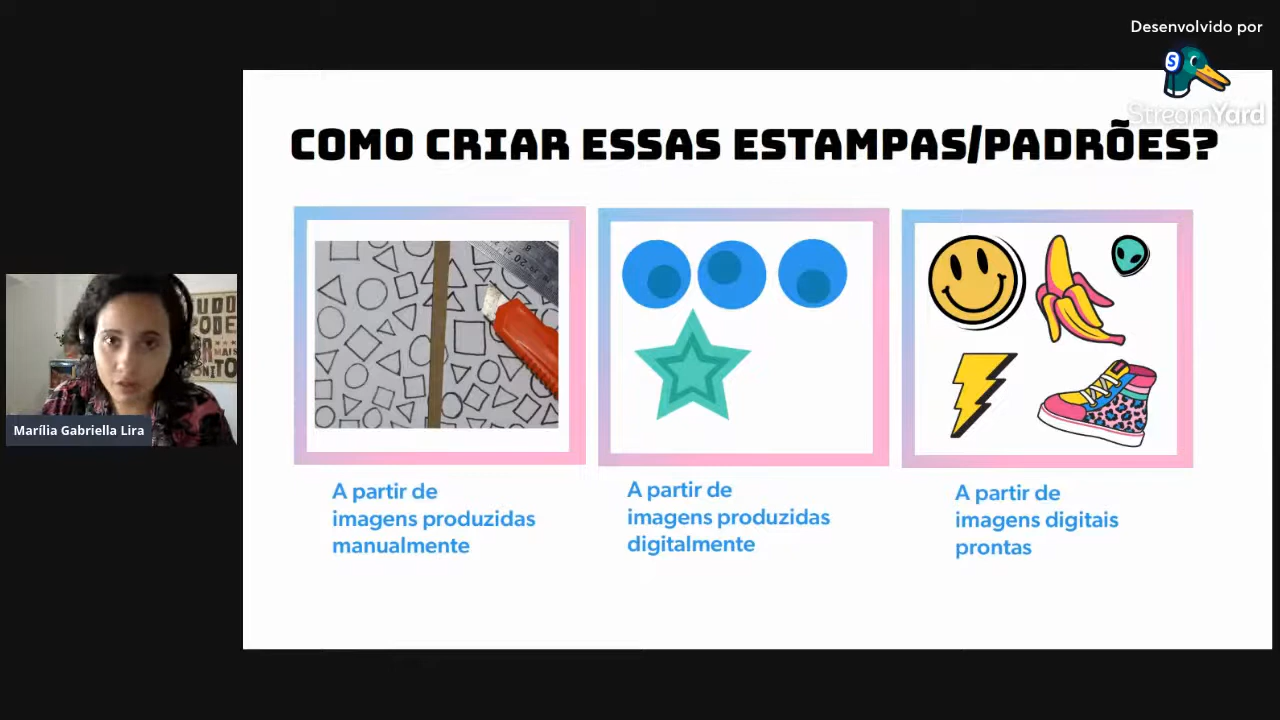 Desenvolvido por
StreamYard
COMO CRIAR ESSAS ESTAMPAS/PADRÕES?
Marília Gabriella Lira
A partir de
imagens produzidas
manualmente
A partir de
imagens produzidas
digitalmente
A partir de
imagens digitais
prontas